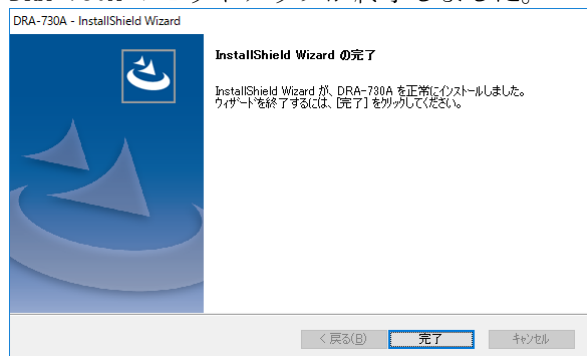 DRA-730A - InstallShield Wizard
InstallShield Wizard の完了
InstallShield Wizard が、DRA-730A を正常にインストールしました。
ウィザードを終了するには、[完了] をクリックしてください。
< 戻る(B)
完了
キャンセル